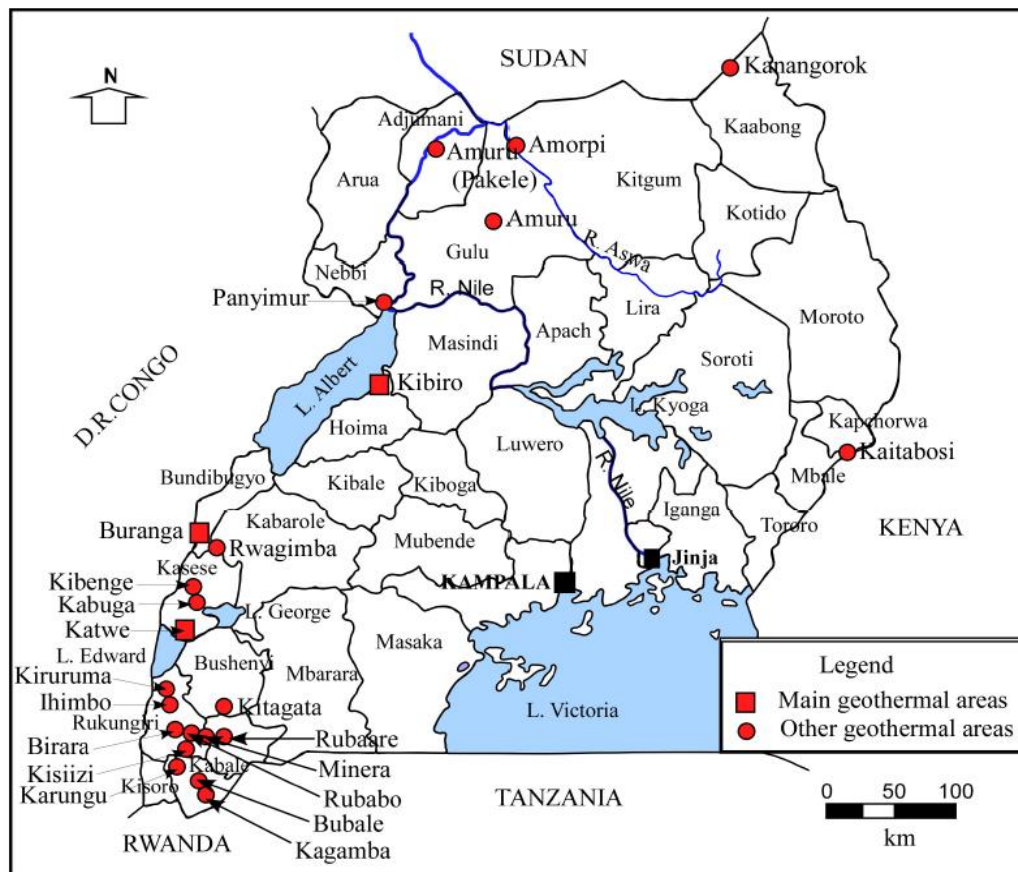 SUDAN
N
Kanangorok
Adjumani
Kaabong
Amuru
(Pakele)
Amorpi
Arua
Kitgum
Kotido
Amuru
R. Aswa
Gulu
Nebbi
R. Nile
Panyimur
Lira
Apach
Moroto
Masindi
Soroti
D.R.CONGO
L. Albert
Kibiro
L. Kyoga
Kapchorwa
Hoima
Luwero
Kaitabosi
Mbale
Bundibugyo
Kibale
Kiboga
R. Nile
Iganga
Kabarole
Tororo
KENYA
Buranga
Rwagimba
Mubende
Jinja
Kasese
Kibenge
KAMPALA
Kabuga
L. George
Katwe
Masaka
L. Edward
Bushenyi
Mbarara
Kiruruma
Ihimbo
Kitagata
L. Victoria
Rukungiri
Birara
Rubaare
Kisiizi
Kabale
Minera
Karungu
Kisoro
Rubabo
Bubale
Kagamba
RWANDA
TANZANIA
Legend
Main geothermal areas
Other geothermal areas
0 50 100
km